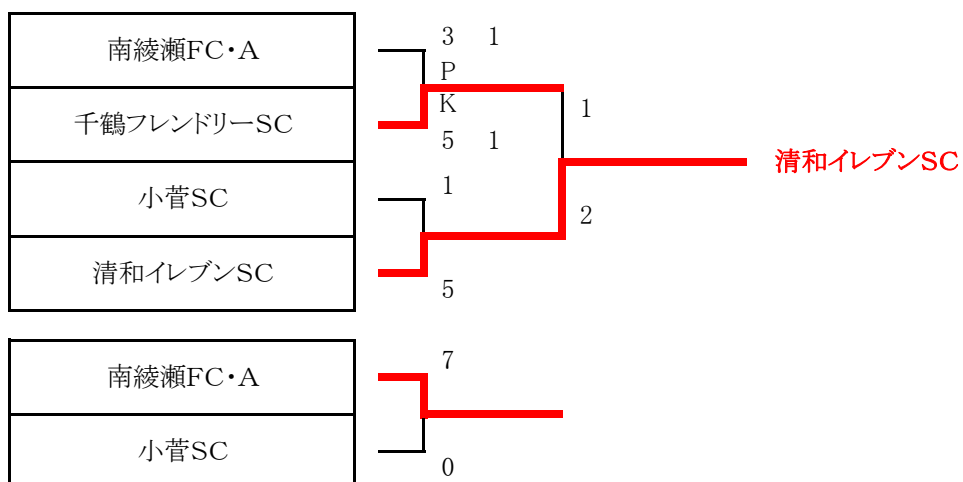 南綾瀬FC・A
3 1
P
千鶴フレンドリーSC
K
5 1
1
清和イレブンSC
小菅SC
1
2
清和イレブンSC
5
南綾瀬FC・A
7
小菅SC
0